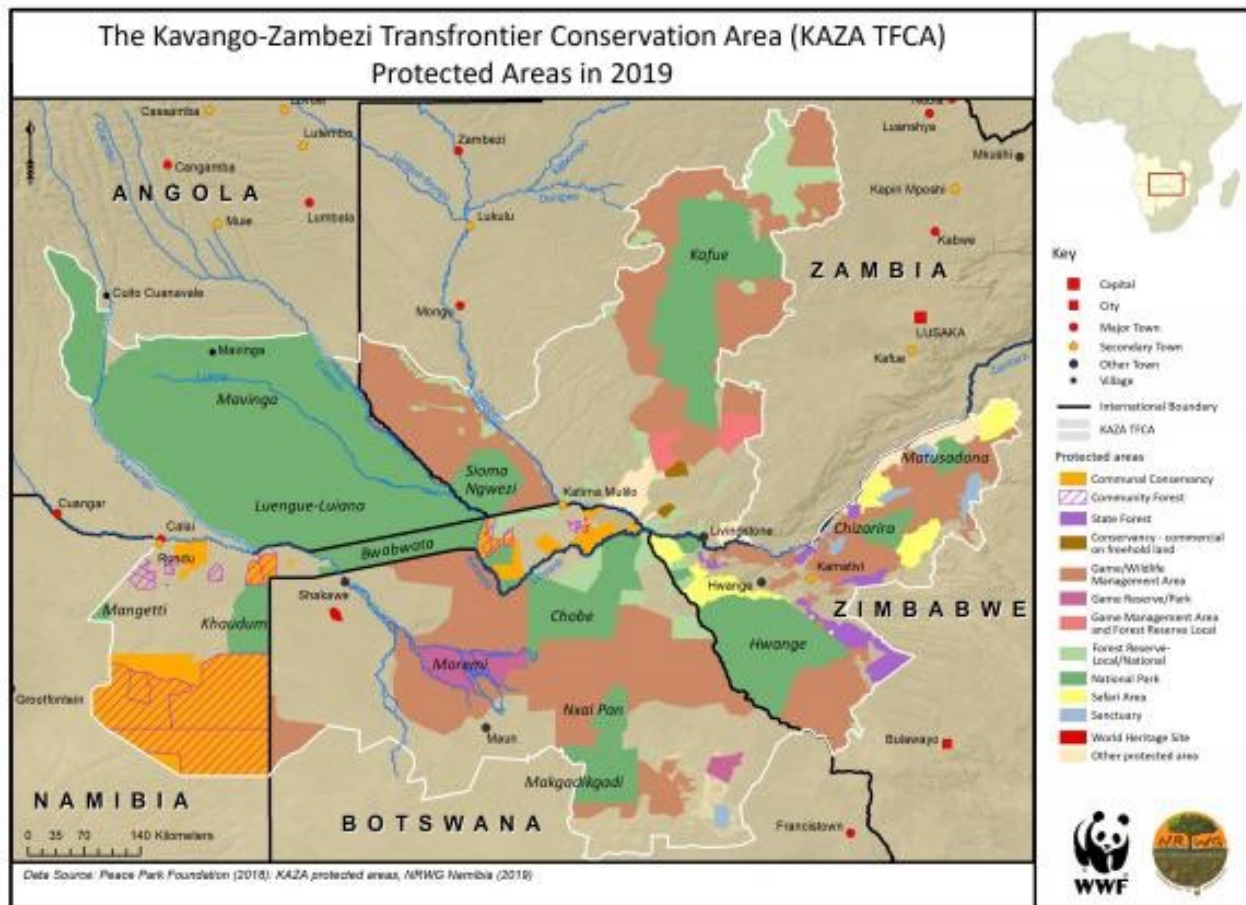 The Kavango-Zambezi Transfrontier Conservation Area (KAZA TFCA)
Protected Areas in 2019
Cassamba
Lutembo
Cangamba
ANGOLA
Muie
Lumbala
Zambezi
Lukulu
Luanshya
Mkushi
Kapiri Mposhi
Kabwe
ZAMBIA
Kafue
Cuito Cuanavale
Mongu
LUSAKA
Kafue
Mavinga
Mavinga
Matusadona
Sioma
Ngwezi
Katima Mulilo
Luengue-Luiana
Cuangar
Calai
Rundu
Bwabwata
Livingstone
Chizarira
Hwange
Kamativi
Shakawe
Mangetti
Khaudum
Chobe
ZIMBABWE
Hwange
Moremi
Grootfontein
Nxai Pan
Maun
Bulawayo
Makgadikgadi
NAMIBIA
BOTSWANA
Francistown
0 35 70 140 Kilometers
Data Source: Peace Park Foundation (2018): KAZA protected areas, NRWG Namibia (2019)
Key
Capital
City
Major Town
Secondary Town
Other Town
Village
International Boundary
KAZA TFCA
Protected areas
Communal Conservancy
Community Forest
State Forest
Conservancy - commercial
on freehold land
Game/Wildlife
Management Area
Game Reserve/Park
Game Management Area
and Forest Reserve Local
Forest Reserve-
Local/National
National Park
Safari Area
Sanctuary
World Heritage Site
Other protected area
WWF
NRWG